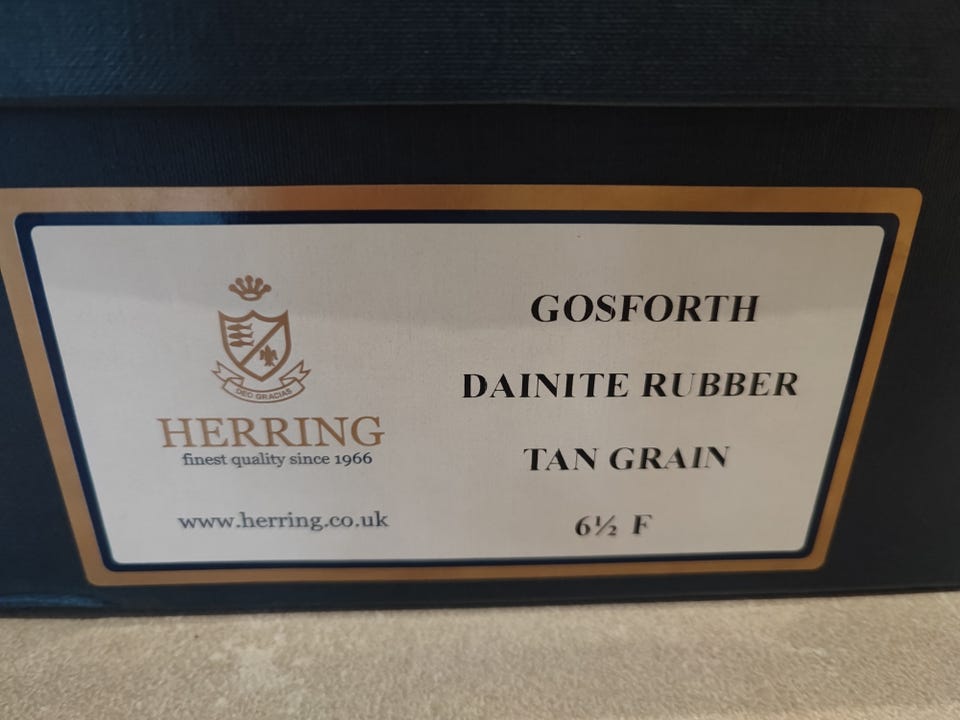 DEO GRACIAS
HERRING
finest quality since 1966
www.herring.co.uk
GOSFORTH
DAINITE RUBBER
TAN GRAIN
6½ F